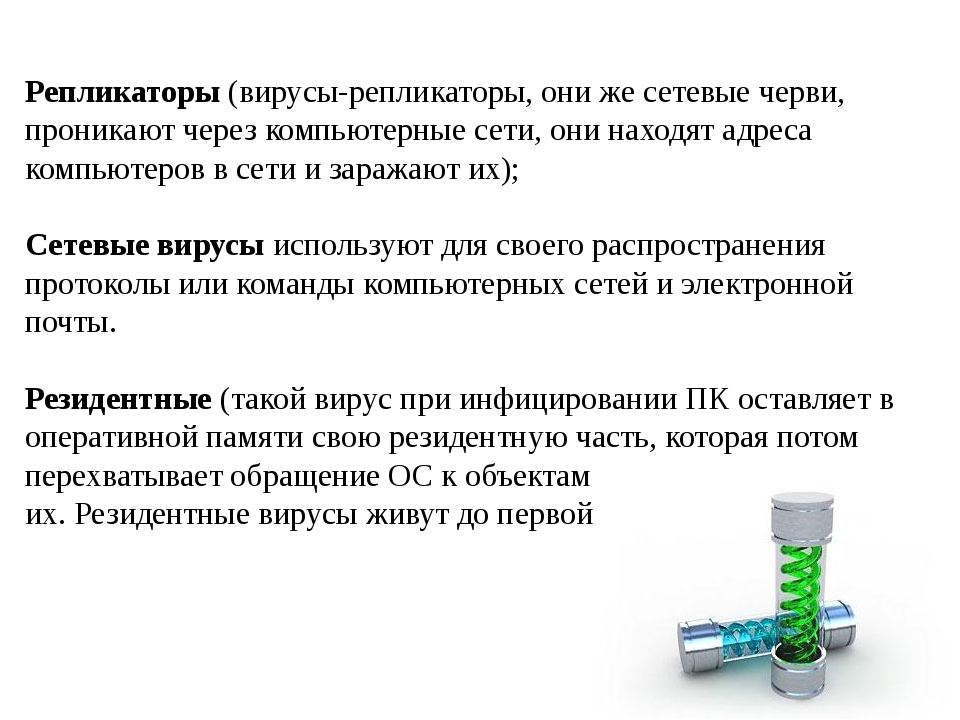 Репликаторы (вирусы-репликаторы, они же сетевые черви,
проникают через компьютерные сети, они находят адреса
компьютеров в сети и заражают их);
Сетевые вирусы используют для своего распространения
протоколы или команды компьютерных сетей и электронной
почты.
Резидентные (такой вирус при инфицировании ПК оставляет в
оперативной памяти свою резидентную часть, которая потом
перехватывает обращение ОС к объектам
их. Резидентные вирусы живут до первой